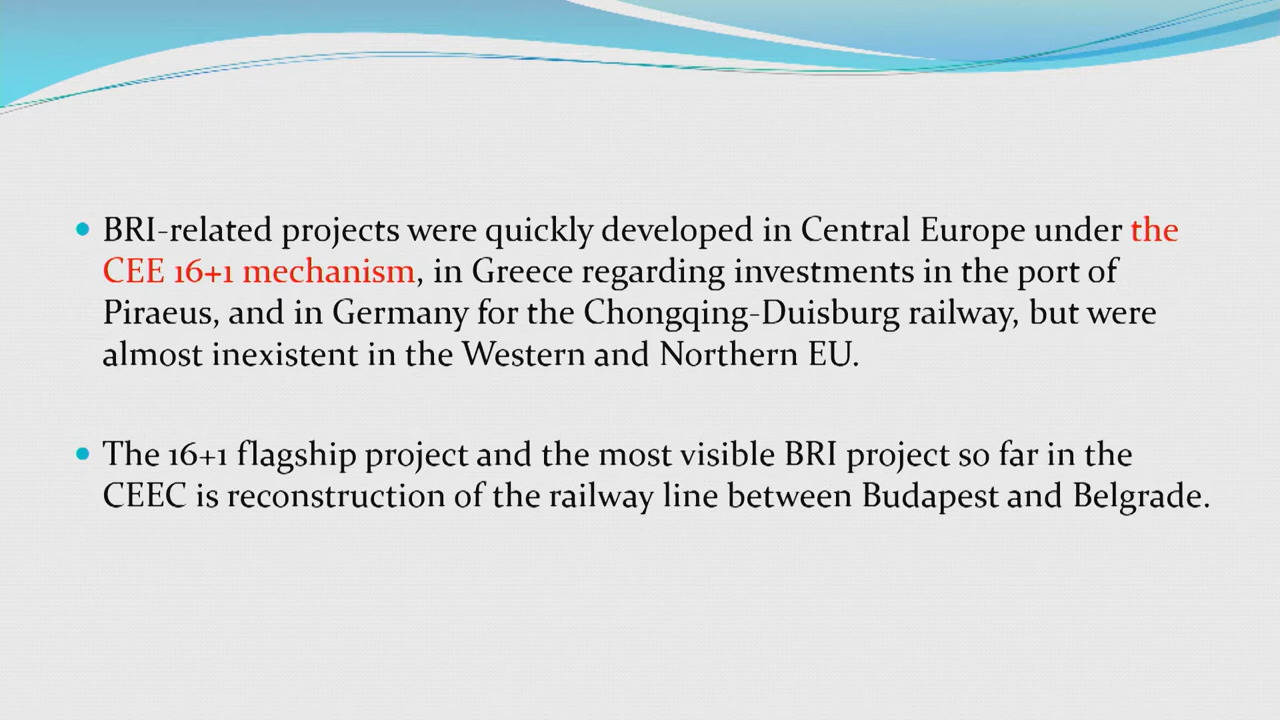 • BRI-related projects were quickly developed in Central Europe under the
CEE 16+1 mechanism, in Greece regarding investments in the port of
Piraeus, and in Germany for the Chongqing-Duisburg railway, but were
almost inexistent in the Western and Northern EU.
• The 16+1 flagship project and the most visible BRI project so far in the
CEEC is reconstruction of the railway line between Budapest and Belgrade.